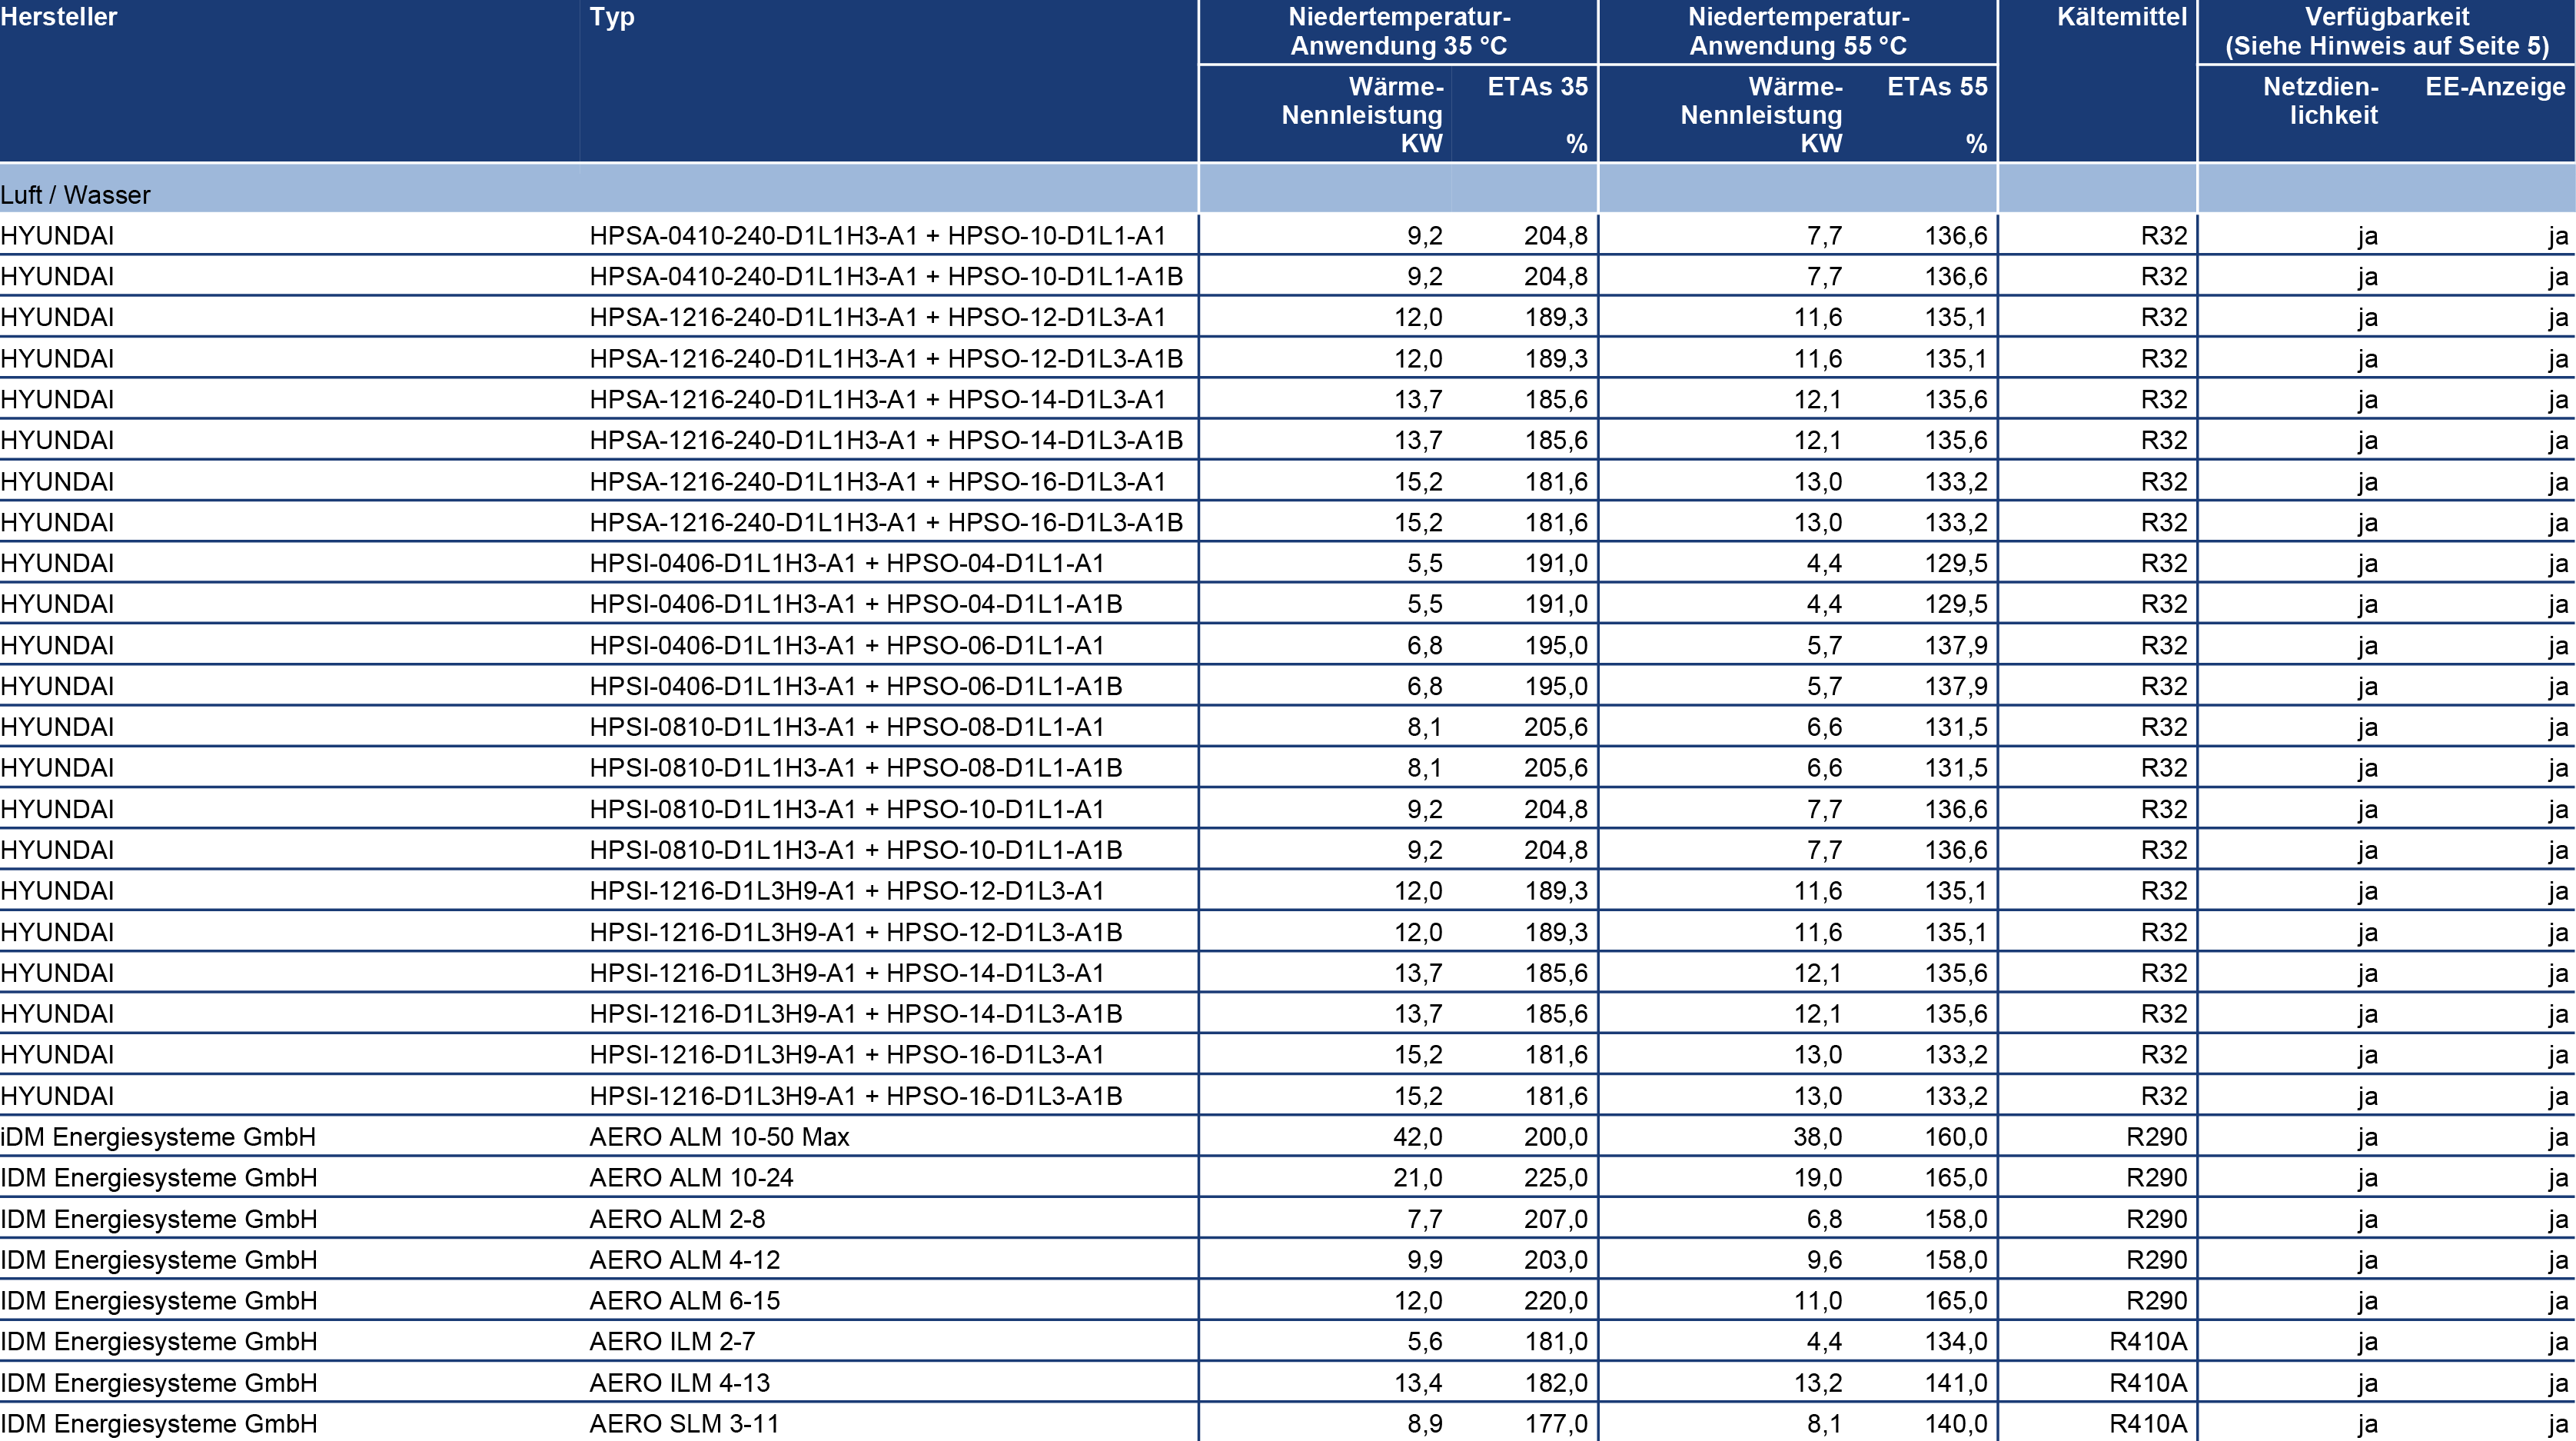 Hersteller Typ Niedertemperatur-Anwendung 35 °C Niedertemperatur-Anwendung 55 °C Kältemittel Verfügbarkeit (Siehe Hinweis auf Seite 5)
Wärme-Nennleistung KW ETAs 35 % Wärme-Nennleistung KW ETAs 55 % Netzdien-lichkeit EE-Anzeige
Luft / Wasser
HYUNDAI HPSA-0410-240-D1L1H3-A1 + HPSO-10-D1L1-A1 9,2 204,8 7,7 136,6 R32 ja ja
HYUNDAI HPSA-0410-240-D1L1H3-A1 + HPSO-10-D1L1-A1B 9,2 204,8 7,7 136,6 R32 ja ja
HYUNDAI HPSA-1216-240-D1L1H3-A1 + HPSO-12-D1L3-A1 12,0 189,3 11,6 135,1 R32 ja ja
HYUNDAI HPSA-1216-240-D1L1H3-A1 + HPSO-12-D1L3-A1B 12,0 189,3 11,6 135,1 R32 ja ja
HYUNDAI HPSA-1216-240-D1L1H3-A1 + HPSO-14-D1L3-A1 13,7 185,6 12,1 135,6 R32 ja ja
HYUNDAI HPSA-1216-240-D1L1H3-A1 + HPSO-14-D1L3-A1B 13,7 185,6 12,1 135,6 R32 ja ja
HYUNDAI HPSA-1216-240-D1L1H3-A1 + HPSO-16-D1L3-A1 15,2 181,6 13,0 133,2 R32 ja ja
HYUNDAI HPSA-1216-240-D1L1H3-A1 + HPSO-16-D1L3-A1B 15,2 181,6 13,0 133,2 R32 ja ja
HYUNDAI HPSI-0406-D1L1H3-A1 + HPSO-04-D1L1-A1 5,5 191,0 4,4 129,5 R32 ja ja
HYUNDAI HPSI-0406-D1L1H3-A1 + HPSO-04-D1L1-A1B 5,5 191,0 4,4 129,5 R32 ja ja
HYUNDAI HPSI-0406-D1L1H3-A1 + HPSO-06-D1L1-A1 6,8 195,0 5,7 137,9 R32 ja ja
HYUNDAI HPSI-0406-D1L1H3-A1 + HPSO-06-D1L1-A1B 6,8 195,0 5,7 137,9 R32 ja ja
HYUNDAI HPSI-0810-D1L1H3-A1 + HPSO-08-D1L1-A1 8,1 205,6 6,6 131,5 R32 ja ja
HYUNDAI HPSI-0810-D1L1H3-A1 + HPSO-08-D1L1-A1B 8,1 205,6 6,6 131,5 R32 ja ja
HYUNDAI HPSI-0810-D1L1H3-A1 + HPSO-10-D1L1-A1 9,2 204,8 7,7 136,6 R32 ja ja
HYUNDAI HPSI-0810-D1L1H3-A1 + HPSO-10-D1L1-A1B 9,2 204,8 7,7 136,6 R32 ja ja
HYUNDAI HPSI-1216-D1L3H9-A1 + HPSO-12-D1L3-A1 12,0 189,3 11,6 135,1 R32 ja ja
HYUNDAI HPSI-1216-D1L3H9-A1 + HPSO-12-D1L3-A1B 12,0 189,3 11,6 135,1 R32 ja ja
HYUNDAI HPSI-1216-D1L3H9-A1 + HPSO-14-D1L3-A1 13,7 185,6 12,1 135,6 R32 ja ja
HYUNDAI HPSI-1216-D1L3H9-A1 + HPSO-14-D1L3-A1B 13,7 185,6 12,1 135,6 R32 ja ja
HYUNDAI HPSI-1216-D1L3H9-A1 + HPSO-16-D1L3-A1 15,2 181,6 13,0 133,2 R32 ja ja
HYUNDAI HPSI-1216-D1L3H9-A1 + HPSO-16-D1L3-A1B 15,2 181,6 13,0 133,2 R32 ja ja
iDM Energiesysteme GmbH AERO ALM 10-50 Max 42,0 200,0 38,0 160,0 R290 ja ja
IDM Energiesysteme GmbH AERO ALM 10-24 21,0 225,0 19,0 165,0 R290 ja ja
IDM Energiesysteme GmbH AERO ALM 2-8 7,7 207,0 6,8 158,0 R290 ja ja
IDM Energiesysteme GmbH AERO ALM 4-12 9,9 203,0 9,6 158,0 R290 ja ja
IDM Energiesysteme GmbH AERO ALM 6-15 12,0 220,0 11,0 165,0 R290 ja ja
IDM Energiesysteme GmbH AERO ILM 2-7 5,6 181,0 4,4 134,0 R410A ja ja
IDM Energiesysteme GmbH AERO ILM 4-13 13,4 182,0 13,2 141,0 R410A ja ja
IDM Energiesysteme GmbH AERO SLM 3-11 8,9 177,0 8,1 140,0 R410A ja ja